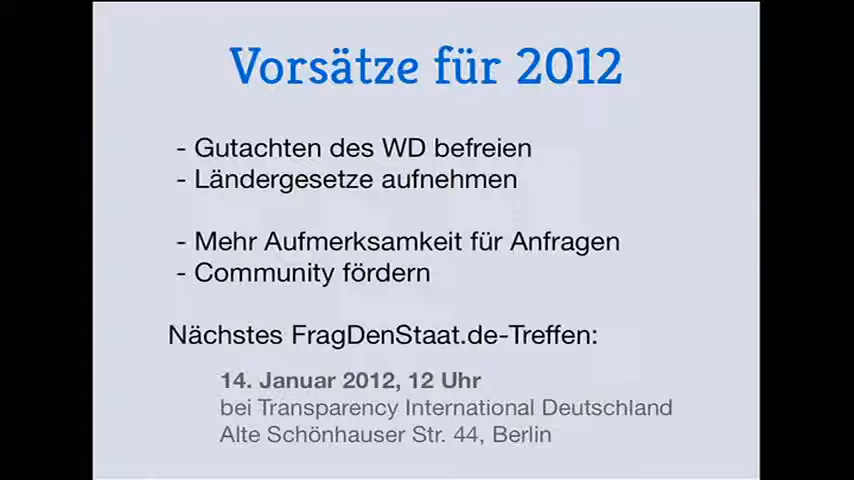 Vorsätze für 2012
- Gutachten des WD befreien
- Ländergesetze aufnehmen
- Mehr Aufmerksamkeit für Anfragen
- Community fördern
Nächstes FragDenStaat.de-Treffen:
14. Januar 2012, 12 Uhr
bei Transparency International Deutschland
Alte Schönhauser Str. 44, Berlin